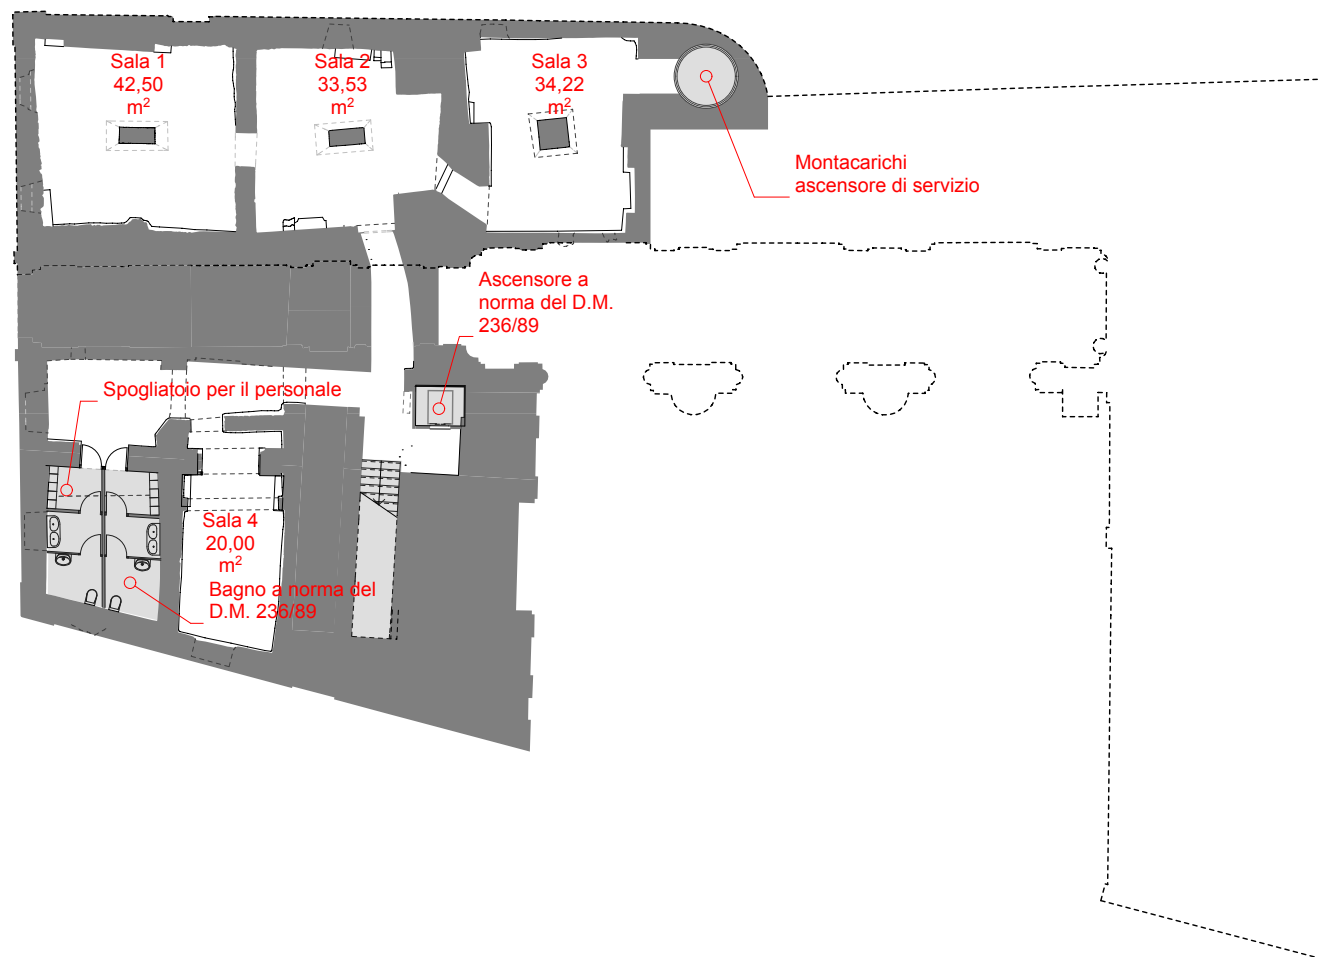 Sala 1
42,50
m²
Sala 2
33,53
m²
Sala 3
34,22
m²
Montacarichi
ascensore di servizio
Ascensore a
norma del D.M.
236/89
Spogliatoio per il personale
Sala 4
20,00
m²
Bagno a norma del
D.M. 236/89